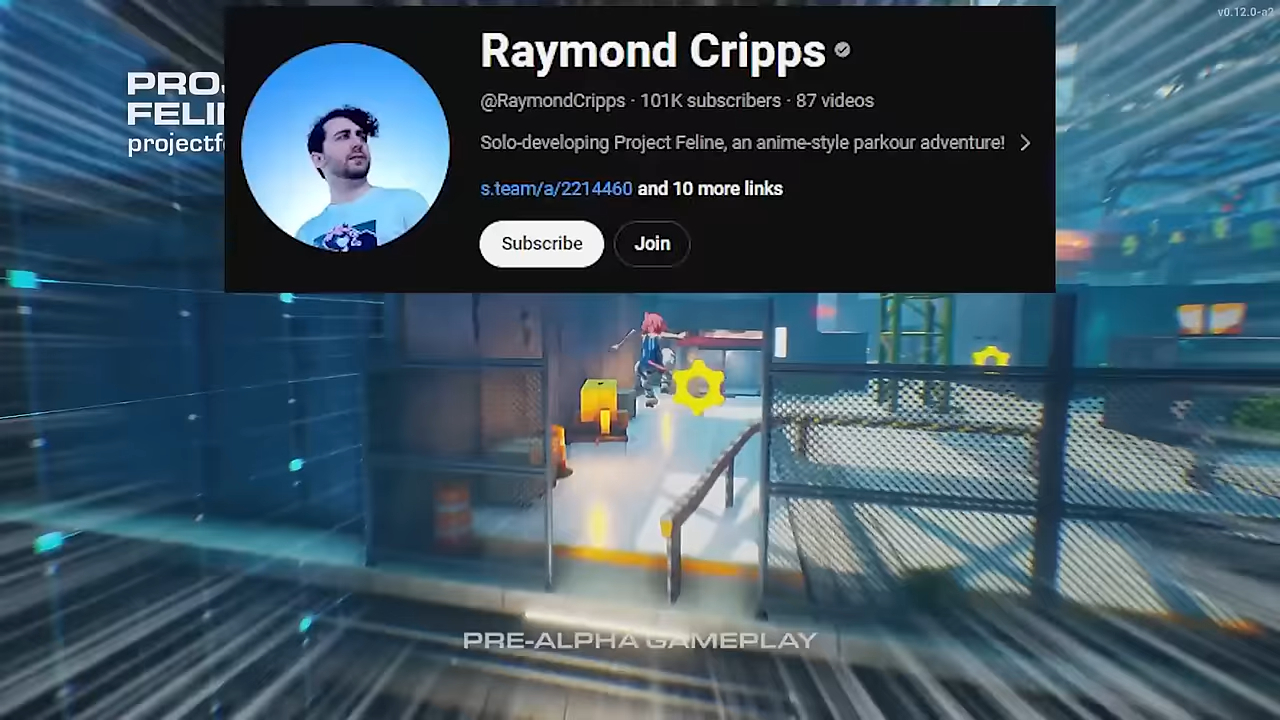 v0.12.0-a2
Raymond Cripps
@RaymondCripps · 101K subscribers · 87 videos
Solo-developing Project Feline, an anime-style parkour adventure!
s.team/a/2214460 and 10 more links
Subscribe Join
PROJ
FELI
projectf
PRE-ALPHA GAMEPLAY